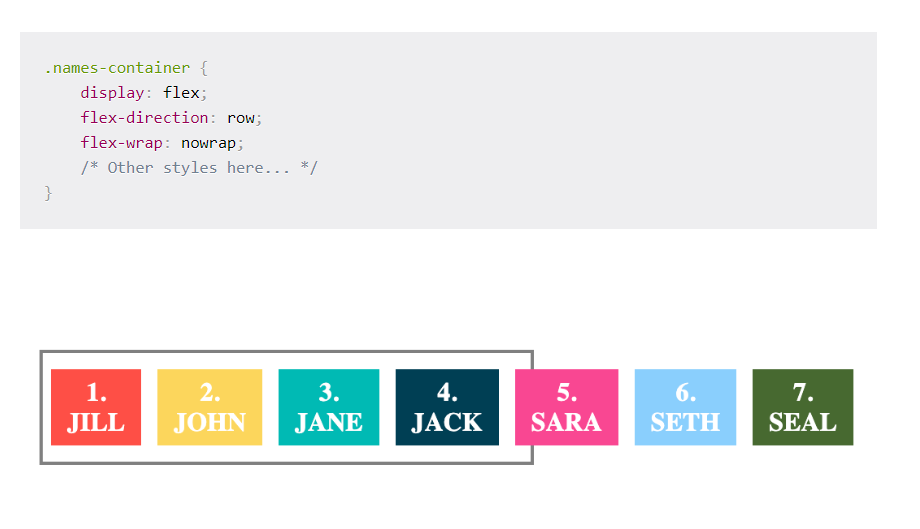 .names-container {
    display: flex;
    flex-direction: row;
    flex-wrap: nowrap;
    /* Other styles here... */
}
1. 2. 3. 4. 5. 6. 7.
JILL JOHN JANE JACK SARA SETH SEAL